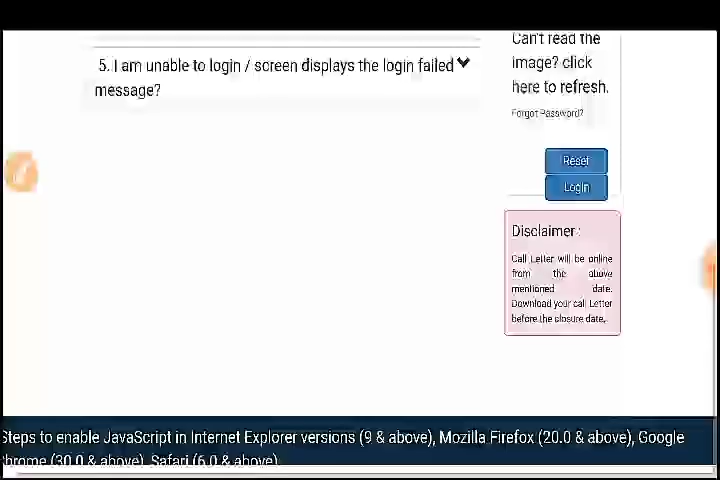 Can't read the
5. I am unable to login / screen displays the login failed
image? click
message?
here to refresh.
Forgot Password?
Reset
Login
Disclaimer :
Call Letter will be online
from the above
mentioned date.
Download your call Letter
before the closure date.
Steps to enable JavaScript in Internet Explorer versions (9 & above), Mozilla Firefox (20.0 & above), Google
Chrome (30.0 & above), Safari (6.0 & above)